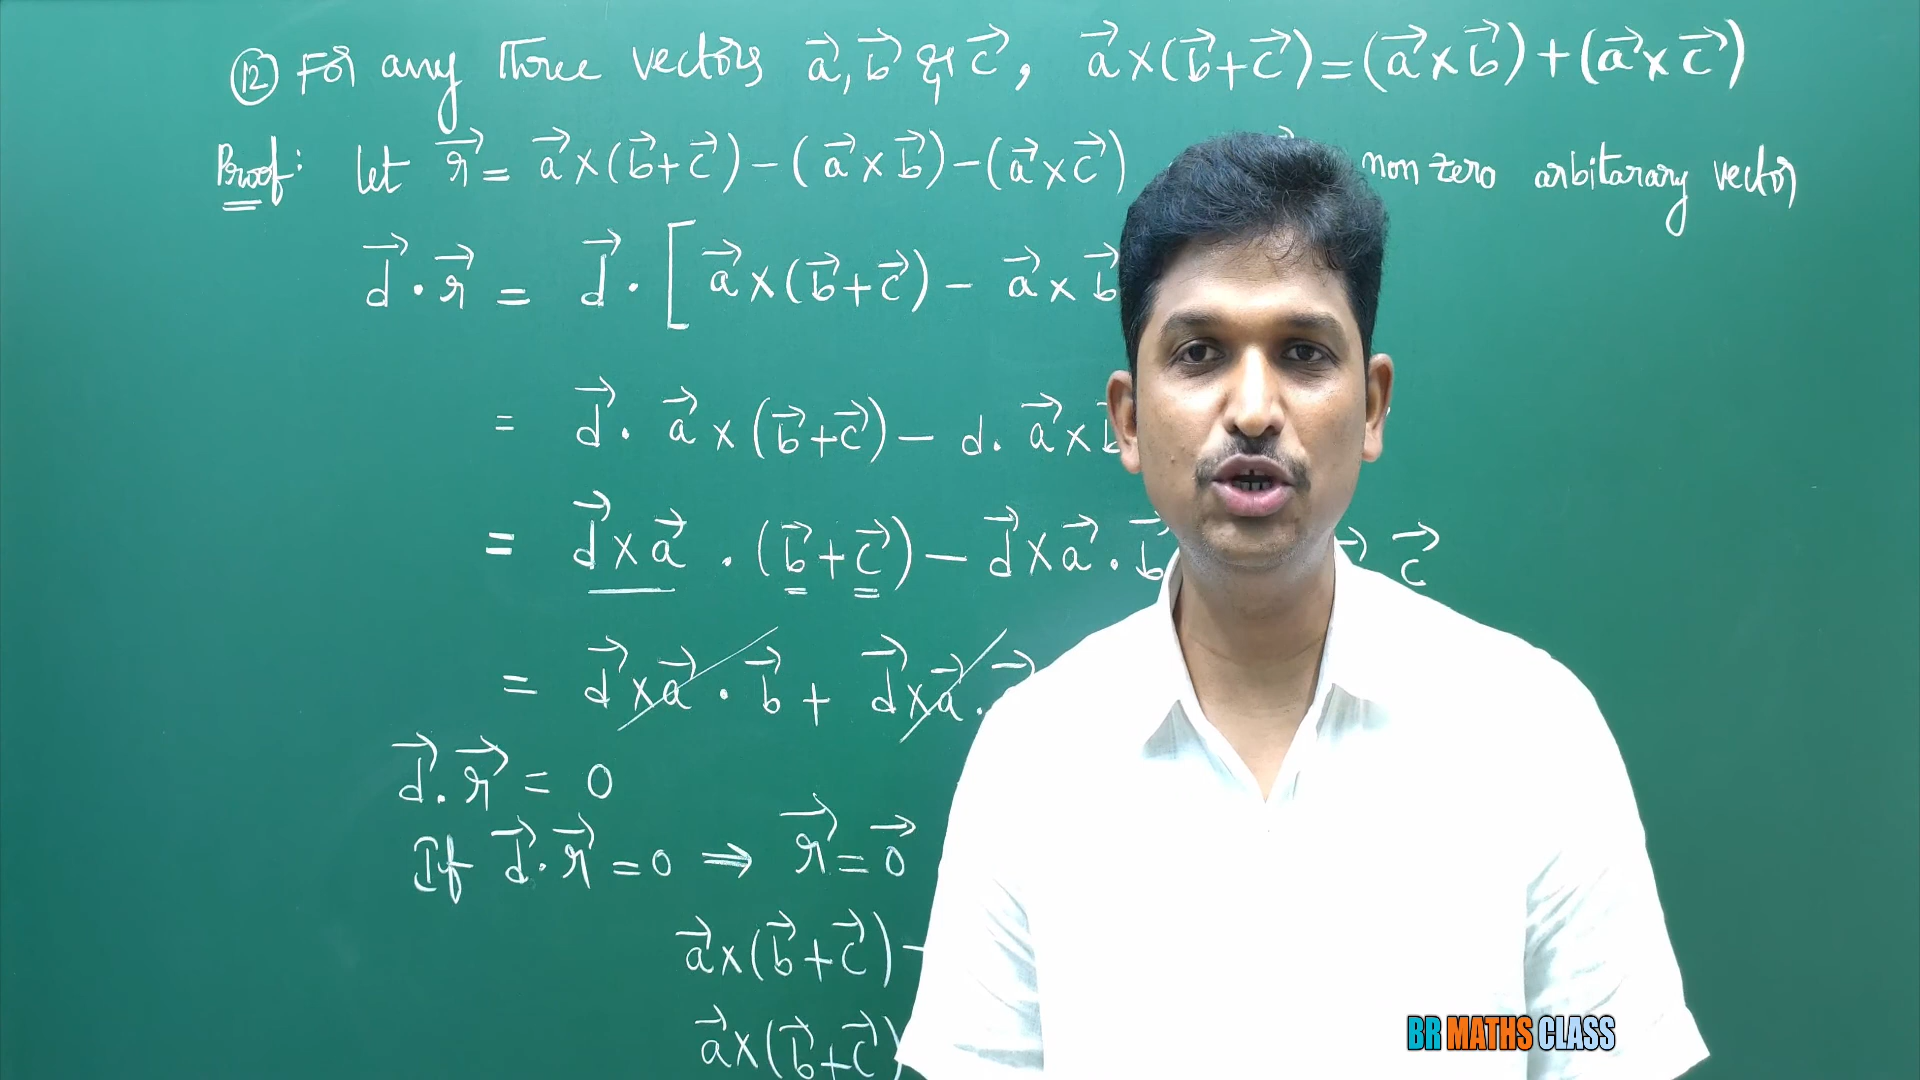 ⑫ For any Three vectors a⃗, b⃗ & c⃗, a⃗×(b⃗+c⃗)=(a⃗×b⃗)+(a⃗×c⃗)
Proof: let r⃗ = a⃗×(b⃗+c⃗)−(a⃗×b⃗)−(a⃗×c⃗) non zero arbitarary vector
d⃗·r⃗ = d⃗·[a⃗×(b⃗+c⃗)− a⃗×b⃗
= d⃗· a⃗×(b⃗+c⃗)− d· a⃗×b
= d⃗×a⃗ ·(b⃗+c⃗)− d⃗×a⃗·b⃗ c⃗
= d⃗×a⃗·b⃗ + d⃗×a⃗·
d⃗·r⃗ = 0
If d⃗·r⃗ = 0 ⇒ r⃗ = 0⃗
a⃗×(b⃗+c⃗)−
a⃗×(b⃗+c⃗)
BR MATHS CLASS